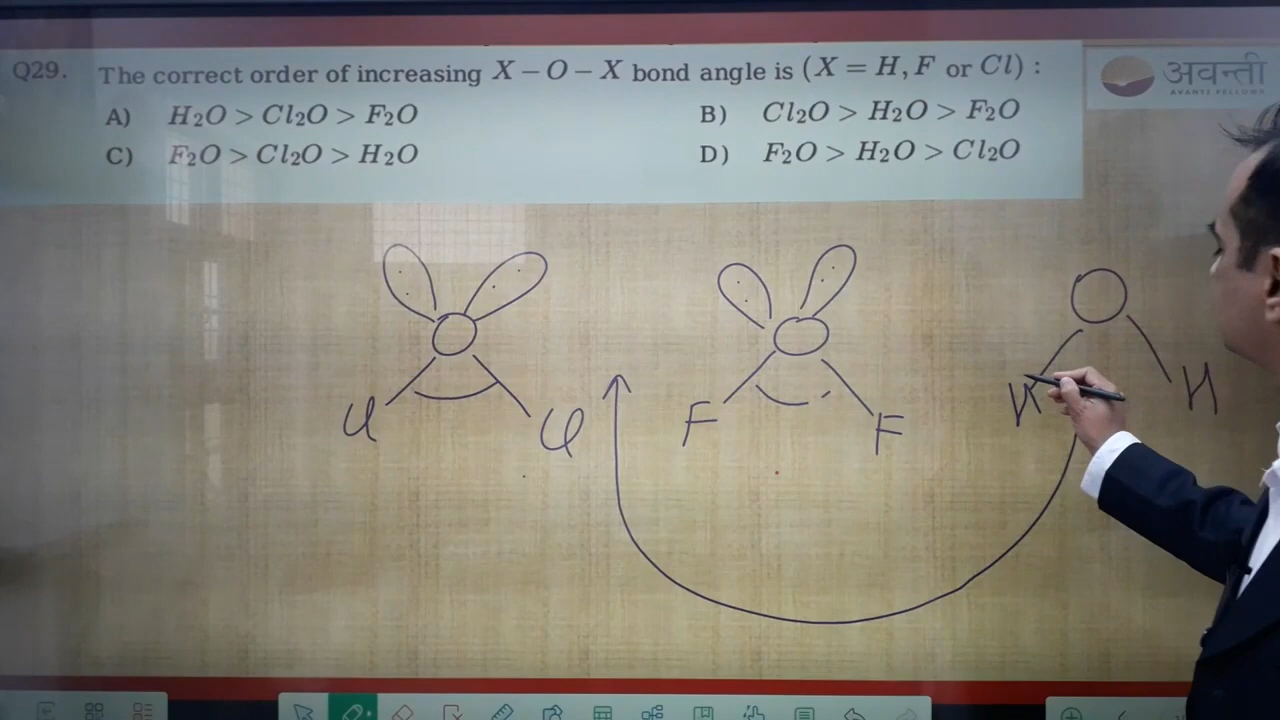 Q29. The correct order of increasing X – O – X bond angle is (X = H, F or Cl) :
A) H₂O > Cl₂O > F₂O
B) Cl₂O > H₂O > F₂O
C) F₂O > Cl₂O > H₂O
D) F₂O > H₂O > Cl₂O
अवन्ती
AVANTI FELLOWS
Cl Cl F F H H